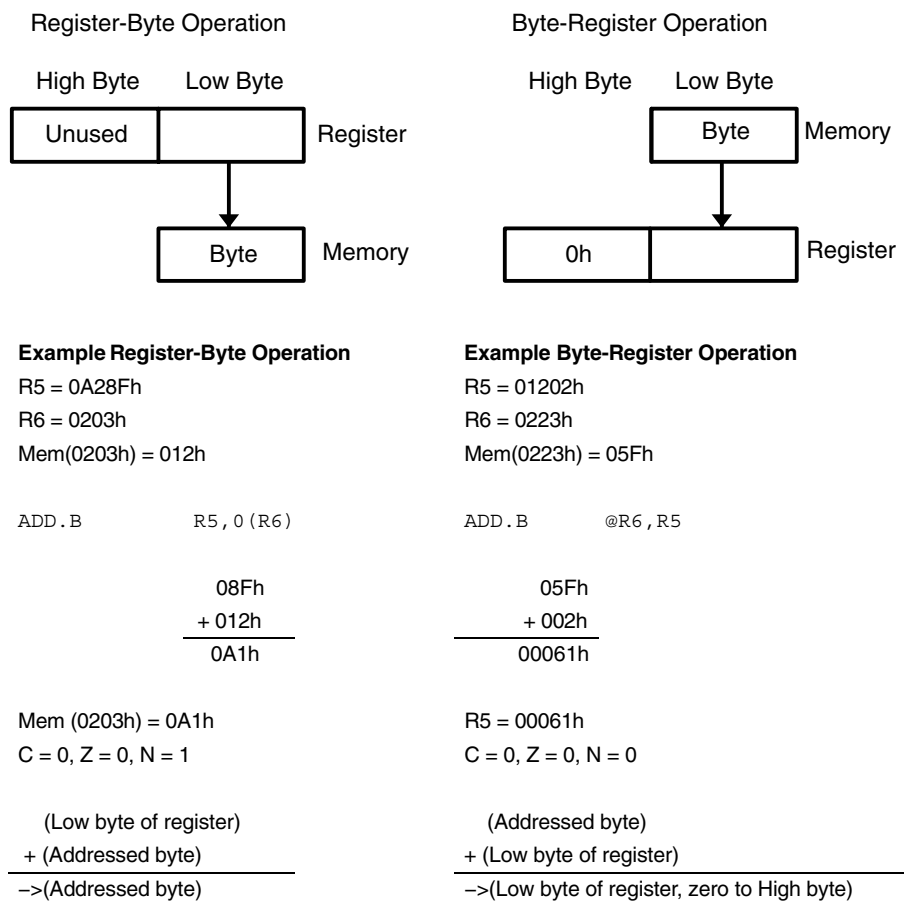 Register-Byte Operation
High Byte Low Byte
Unused Register
Byte Memory
Example Register-Byte Operation
R5 = 0A28Fh
R6 = 0203h
Mem(0203h) = 012h
ADD.B R5,0(R6)
08Fh
+ 012h
0A1h
Mem (0203h) = 0A1h
C = 0, Z = 0, N = 1
(Low byte of register)
+ (Addressed byte)
−>(Addressed byte)
Byte-Register Operation
High Byte Low Byte
Byte Memory
0h Register
Example Byte-Register Operation
R5 = 01202h
R6 = 0223h
Mem(0223h) = 05Fh
ADD.B @R6,R5
05Fh
+ 002h
00061h
R5 = 00061h
C = 0, Z = 0, N = 0
(Addressed byte)
+ (Low byte of register)
−>(Low byte of register, zero to High byte)